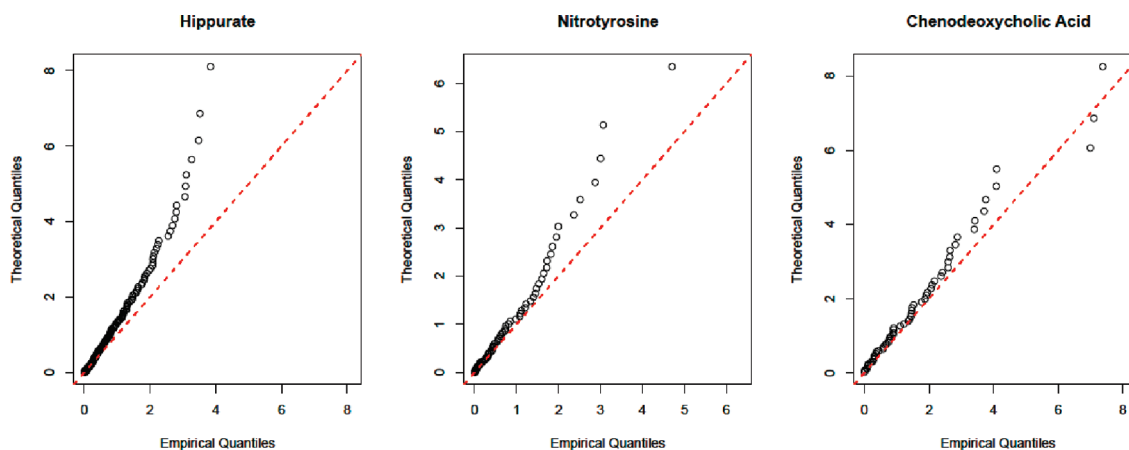 Hippurate
Theoretical Quantiles
8
6
4
2
0
0 2 4 6 8
Empirical Quantiles
Nitrotyrosine
Theoretical Quantiles
6
5
4
3
2
1
0
0 1 2 3 4 5 6
Empirical Quantiles
Chenodeoxycholic Acid
Theoretical Quantiles
8
6
4
2
0
0 2 4 6 8
Empirical Quantiles